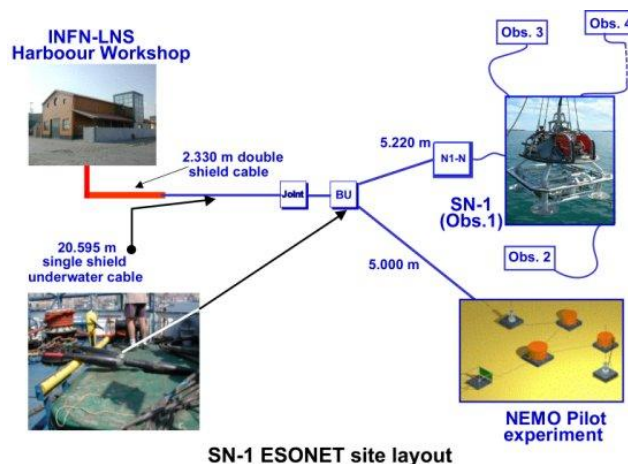 INFN-LNS
Harboour Workshop
Obs. 3
Obs. 4
2.330 m double
shield cable
5.220 m
N1-N
SN-1
(Obs.1)
Joint
BU
20.595 m
single shield
underwater cable
5.000 m
Obs. 2
NEMO Pilot
experiment
SN-1 ESONET site layout